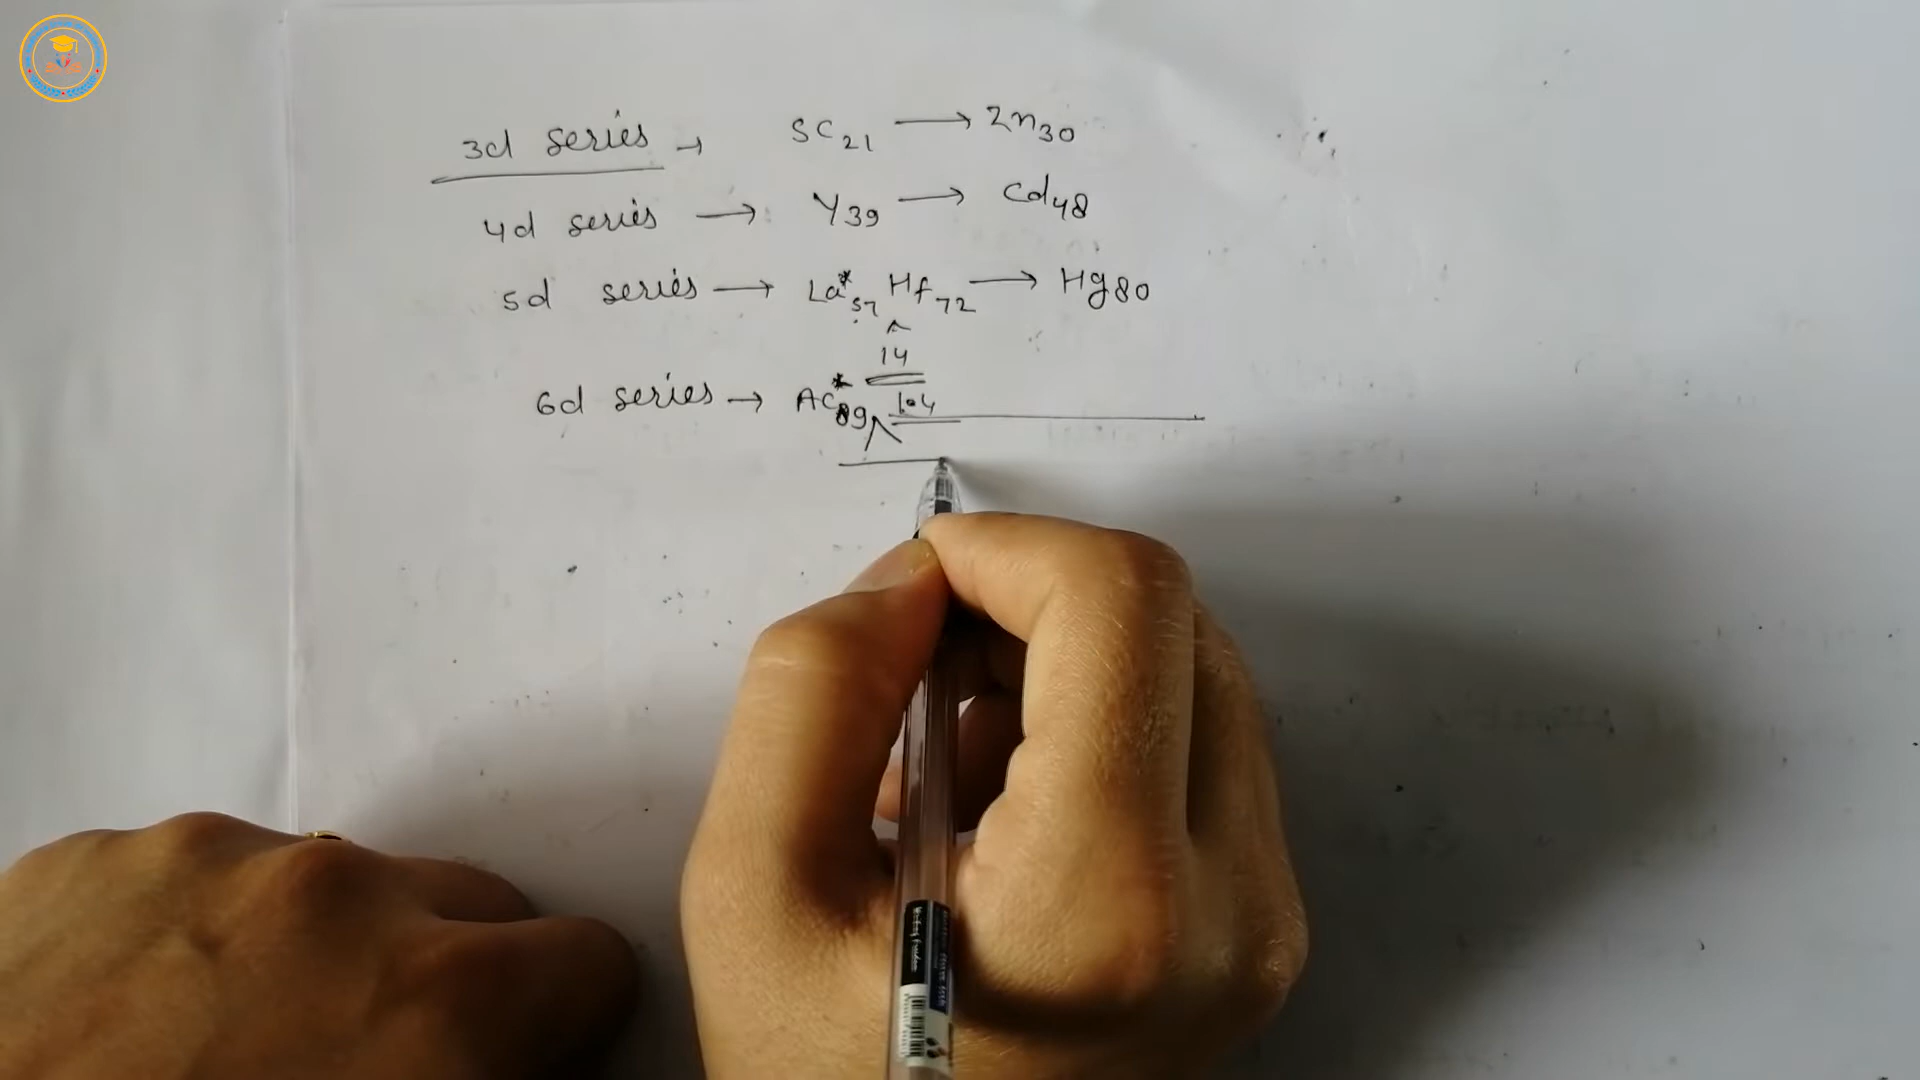 3d series → Sc21 → Zn30
4d series → Y39 → Cd48
5d series → La*57 Hf72 → Hg80
14
6d series → Ac*89 104